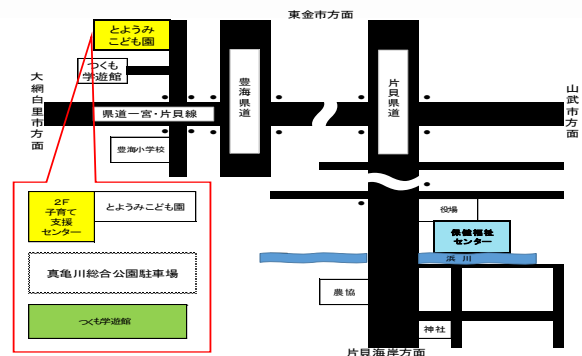 東金市方面
とようみ
こども園
つくも
学遊館
大網白里市方面
豊海県道
片貝県道
山武市方面
県道一宮・片貝線
豊海小学校
2F
子育て
支援
センター
とようみこども園
役場
保健福祉
センター
浜川
真亀川総合公園駐車場
農協
つくも学遊館
神社
片貝海岸方面